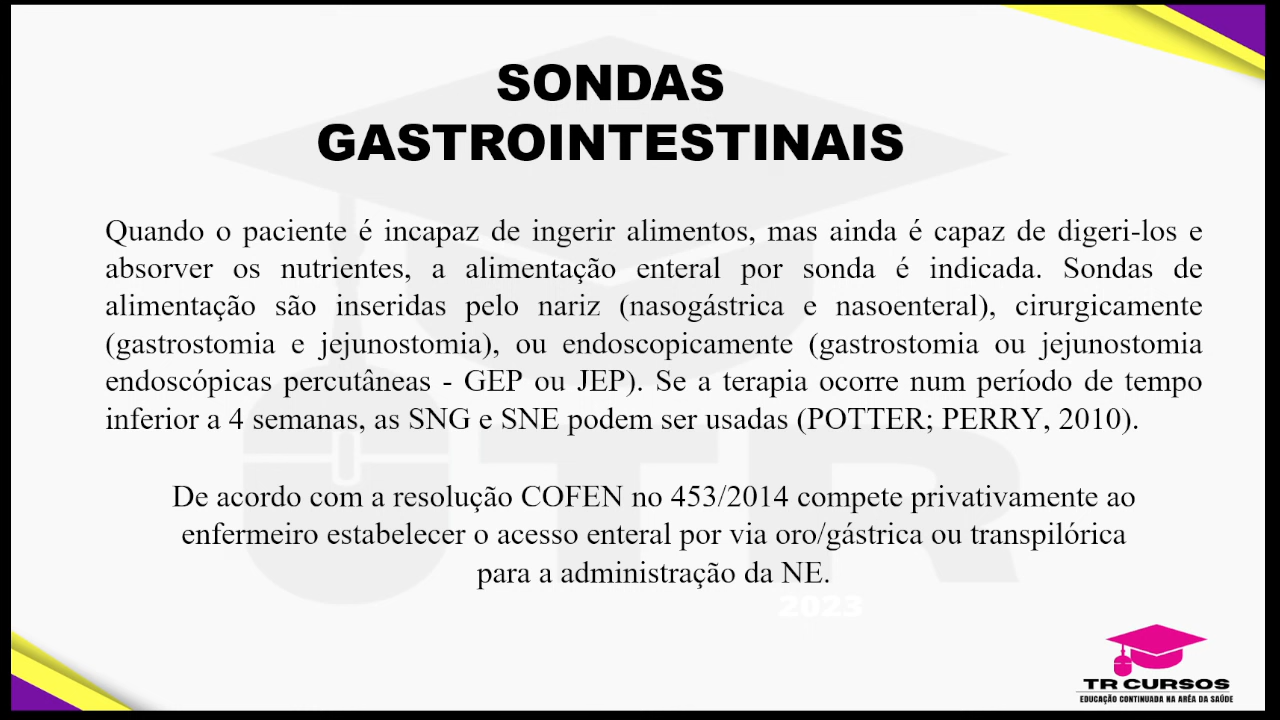 SONDAS
GASTROINTESTINAIS
Quando o paciente é incapaz de ingerir alimentos, mas ainda é capaz de digeri-los e
absorver os nutrientes, a alimentação enteral por sonda é indicada. Sondas de
alimentação são inseridas pelo nariz (nasogástrica e nasoenteral), cirurgicamente
(gastrostomia e jejunostomia), ou endoscopicamente (gastrostomia ou jejunostomia
endoscópicas percutâneas - GEP ou JEP). Se a terapia ocorre num período de tempo
inferior a 4 semanas, as SNG e SNE podem ser usadas (POTTER; PERRY, 2010).
De acordo com a resolução COFEN no 453/2014 compete privativamente ao
enfermeiro estabelecer o acesso enteral por via oro/gástrica ou transpilórica
para a administração da NE.
TR
2023
TR CURSOS
EDUCAÇÃO CONTINUADA NA ARÊA DA SAÚDE